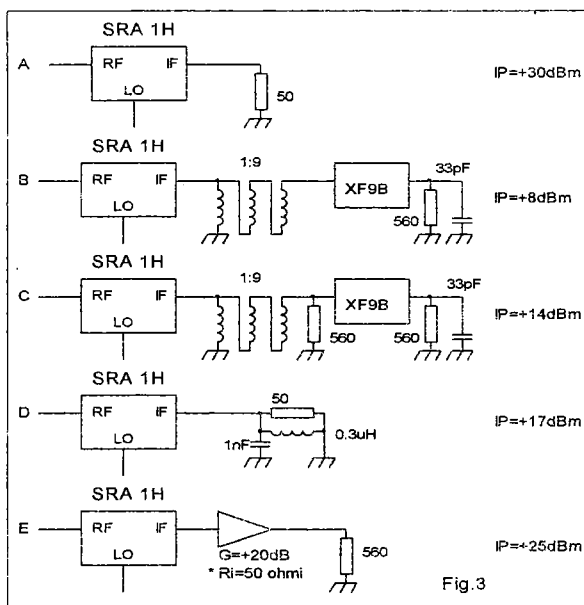 SRA 1H
A RF IF LO 50 IP=+30dBm
SRA 1H
B RF IF LO 1:9 XF9B 560 33pF IP=+8dBm
SRA 1H
C RF IF LO 1:9 560 XF9B 560 33pF IP=+14dBm
SRA 1H
D RF IF LO 50 1nF 0.3uH IP=+17dBm
SRA 1H
E RF IF LO G=+20dB 560 IP=+25dBm
* Ri=50 ohmi
Fig.3